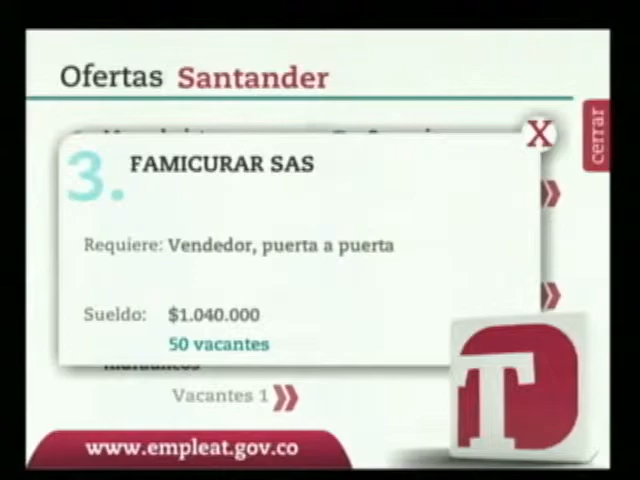 Ofertas Santander
cerrar
X
3. FAMICURAR SAS
Requiere: Vendedor, puerta a puerta
Sueldo: $1.040.000
50 vacantes
Vacantes 1
T
www.empleat.gov.co